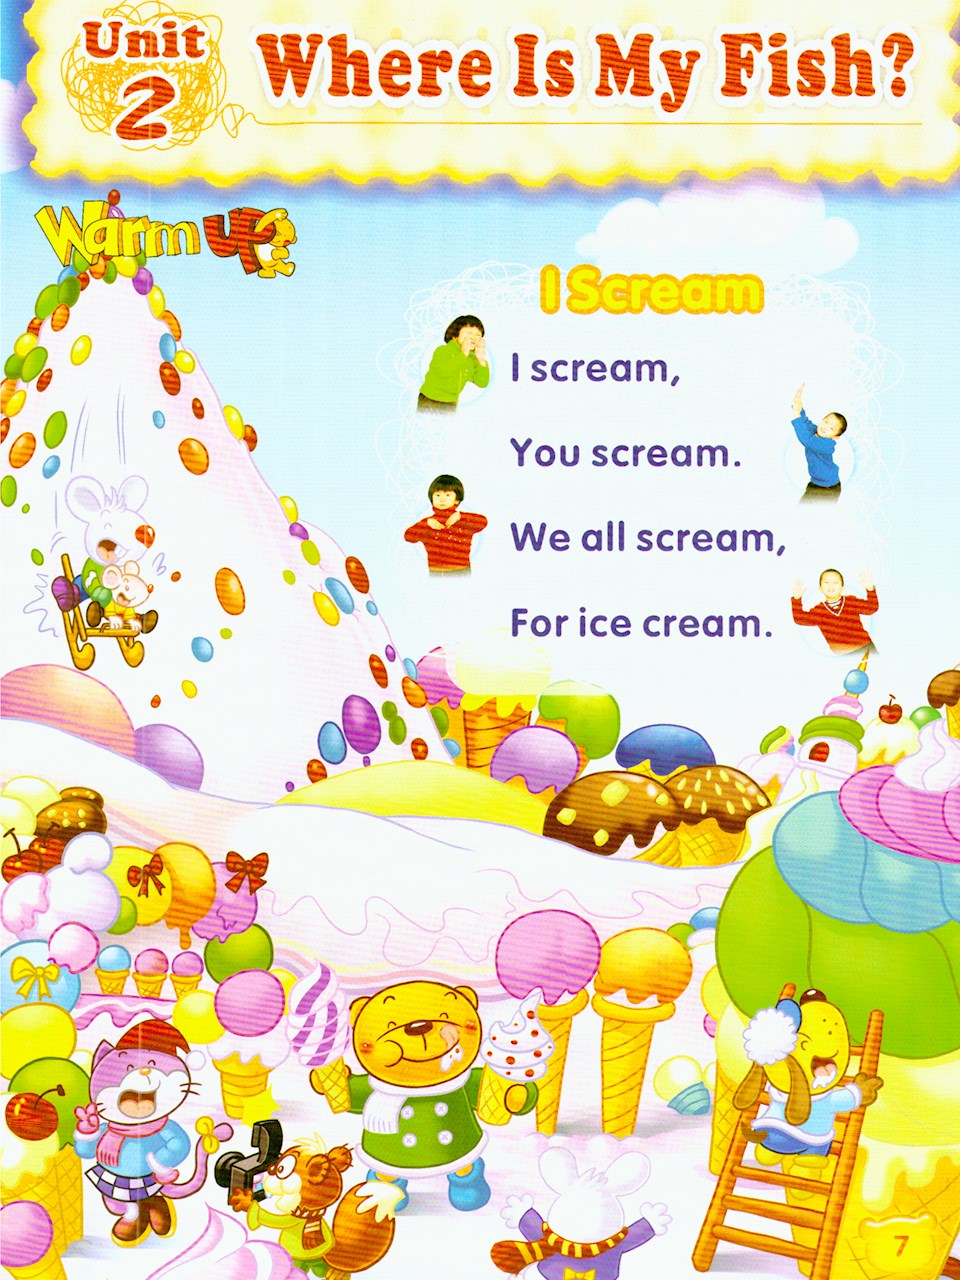 Unit 2
Where Is My Fish?
Warm up
I Scream
I scream,
You scream.
We all scream,
For ice cream.
7